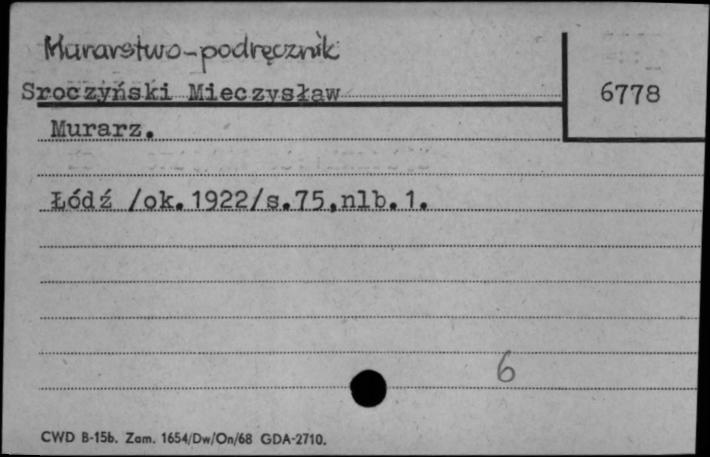 Murarstwo-podręcznik
Sroczyński Mieczysław
6778
Murarz.
Łódź /ok.1922/s.75,nlb.1.
6
CWD B-15b. Zam. 1654/Dw/On/68 GDA-2710.